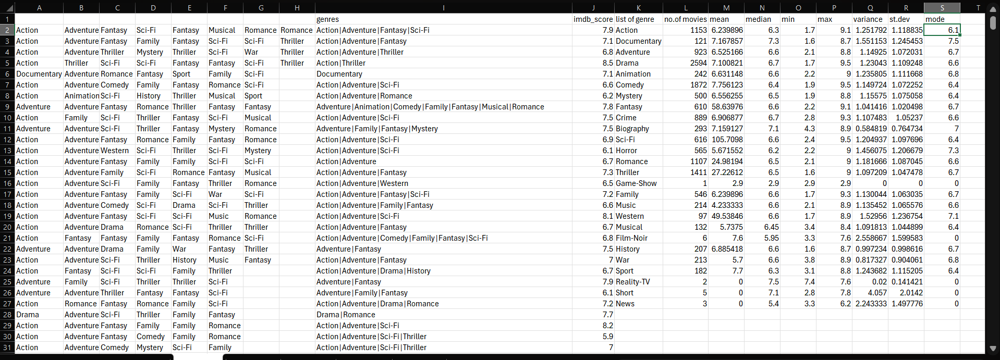 A B C D E F G H I J K L M N O P Q R S T
1 genres imdb_score list of genre no.of movies mean median min max variance st.dev mode
2 Action Adventure Fantasy Sci-Fi Fantasy Musical Romance Romance Action|Adventure|Fantasy|Sci-Fi 7.9 Action 1153 6.239896 6.3 1.7 9.1 1.251792 1.118835 6.1
3 Action Adventure Fantasy Family Fantasy Sci-Fi Sci-Fi Thriller Action|Adventure|Fantasy 7.1 Documentary 121 7.167857 7.3 1.6 8.7 1.551153 1.245453 7.5
4 Action Adventure Thriller Mystery Thriller Sci-Fi War Thriller Action|Adventure|Thriller 6.8 Adventure 923 6.525166 6.6 2.1 8.8 1.14925 1.072031 6.7
5 Action Thriller Sci-Fi Sci-Fi Fantasy Fantasy Sci-Fi Thriller Action|Thriller 8.5 Drama 2594 7.100821 6.7 1.7 9.5 1.23043 1.109248 6.6
6 Documentary Adventure Romance Fantasy Sport Family Sci-Fi Documentary 7.1 Animation 242 6.631148 6.6 2.2 9 1.235805 1.111668 6.8
7 Action Adventure Comedy Family Fantasy Romance Sci-Fi Action|Adventure|Sci-Fi 6.6 Comedy 1872 7.756123 6.4 1.9 9.5 1.149724 1.072252 6.4
8 Action Animation Sci-Fi History Thriller Musical Sport Action|Adventure|Romance 6.2 Mystery 500 6.556255 6.5 1.9 8.8 1.15575 1.075058 6.4
9 Adventure Adventure Fantasy Romance Thriller Fantasy Fantasy Adventure|Animation|Comedy|Family|Fantasy|Musical|Romance 7.8 Fantasy 610 58.63976 6.6 2.2 9.1 1.041416 1.020498 6.7
10 Action Family Sci-Fi Thriller Fantasy Sci-Fi Musical Action|Adventure|Sci-Fi 7.5 Crime 889 6.906877 6.7 2.8 9.3 1.107483 1.05237 6.6
11 Adventure Adventure Sci-Fi Thriller Fantasy Mystery Romance Adventure|Family|Fantasy|Mystery 7.5 Biography 293 7.159127 7.1 4.3 8.9 0.584819 0.764734 7
12 Action Adventure Fantasy Romance Family Fantasy Romance Action|Adventure|Sci-Fi 6.9 Sci-Fi 616 105.7098 6.6 2.4 9.5 1.204937 1.097696 6.4
13 Action Adventure Western Sci-Fi Thriller Sci-Fi Mystery Action|Adventure|Sci-Fi 6.1 Horror 565 5.671552 6.2 2.2 9 1.456075 1.206679 7.3
14 Action Adventure Fantasy Family Family Sci-Fi Sci-Fi Action|Adventure 6.7 Romance 1107 24.98194 6.5 2.1 9 1.181666 1.087045 6.6
15 Action Adventure Family Sci-Fi Romance Fantasy Musical Action|Adventure|Fantasy 7.3 Thriller 1411 27.22612 6.5 1.6 9 1.097209 1.047478 6.7
16 Action Adventure Sci-Fi Family Fantasy Thriller Romance Action|Adventure|Western 6.5 Game-Show 1 2.9 2.9 2.9 2.9 0 0 0
17 Action Adventure Fantasy Family Sci-Fi War Sci-Fi Action|Adventure|Fantasy|Sci-Fi 7.2 Family 546 6.239896 6.6 1.7 9.3 1.130044 1.063035 6.7
18 Action Adventure Comedy Sci-Fi Drama Sci-Fi Thriller Action|Adventure|Family|Fantasy 6.6 Music 214 4.233333 6.6 2.1 8.9 1.135452 1.065576 6.6
19 Action Adventure Fantasy Sci-Fi Sci-Fi Music Romance Action|Adventure|Sci-Fi 8.1 Western 97 49.53846 6.6 1.7 8.9 1.52956 1.236754 7.1
20 Action Adventure Drama Romance Sci-Fi Thriller Thriller Action|Adventure|Fantasy 6.7 Musical 132 5.7375 6.45 3.4 8.4 1.091813 1.044899 6.4
21 Action Fantasy Fantasy Family Fantasy Romance Sci-Fi Action|Adventure|Comedy|Family|Fantasy|Sci-Fi 6.8 Film-Noir 6 7.6 5.95 3.3 7.6 2.558667 1.599583 0
22 Adventure Adventure Drama Family War Fantasy Thriller Adventure|Fantasy 7.5 History 207 6.885418 6.6 1.6 8.7 0.997234 0.998616 6.7
23 Action Adventure Sci-Fi Thriller History Music Fantasy Action|Adventure|Fantasy 7 War 213 5.7 6.6 3.8 8.9 0.817327 0.904061 6.8
24 Action Fantasy Sci-Fi Sci-Fi Family Thriller Action|Adventure|Drama|History 6.7 Sport 182 7.7 6.3 3.1 8.8 1.243682 1.115205 6.4
25 Adventure Family Sci-Fi Thriller Thriller Sci-Fi Adventure|Fantasy 7.9 Reality-TV 2 0 7.5 7.4 7.6 0.02 0.141421 0
26 Adventure Adventure Thriller Fantasy Fantasy Sci-Fi Adventure|Family|Fantasy 6.1 Short 5 0 7.1 2.8 7.8 4.057 2.0142 0
27 Action Romance Fantasy Romance Family Sci-Fi Action|Adventure|Drama|Romance 7.2 News 3 0 5.4 3.3 6.2 2.243333 1.497776 0
28 Drama Adventure Sci-Fi Thriller Family Fantasy Drama|Romance 7.7
29 Action Adventure Fantasy Family Family Romance Action|Adventure|Sci-Fi 8.2
30 Action Adventure Fantasy Comedy Family Romance Action|Adventure|Sci-Fi|Thriller 5.9
31 Action Adventure Comedy Mystery Sci-Fi Family Action|Adventure|Sci-Fi|Thriller 7